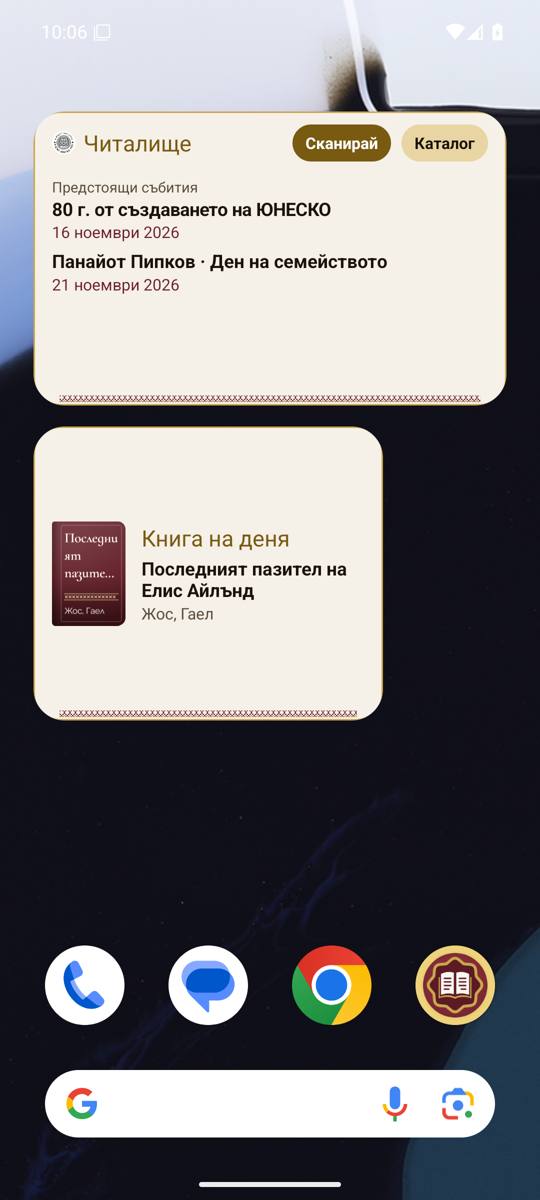 10:06
Читалище
Сканирай
Каталог
Предстоящи събития
80 г. от създаването на ЮНЕСКО
16 ноември 2026
Панайот Пипков · Ден на семейството
21 ноември 2026
Последни
ят
пазите...
Жос, Гаел
Книга на деня
Последният пазител на
Елис Айлънд
Жос, Гаел